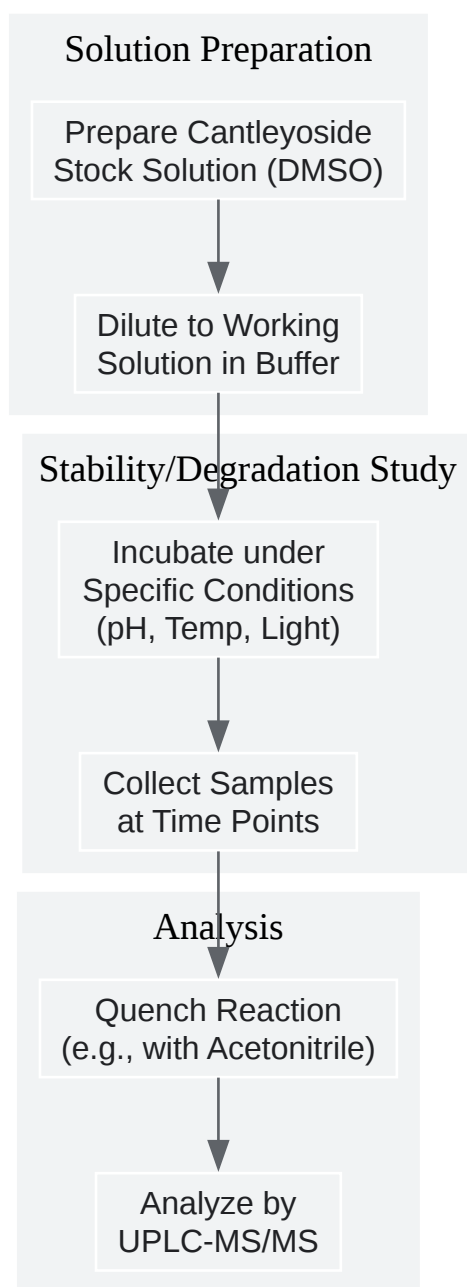 Solution Preparation
Prepare Cantleyoside
Stock Solution (DMSO)
Dilute to Working
Solution in Buffer
Stability/Degradation Study
Incubate under
Specific Conditions
(pH, Temp, Light)
Collect Samples
at Time Points
Analysis
Quench Reaction
(e.g., with Acetonitrile)
Analyze by
UPLC-MS/MS